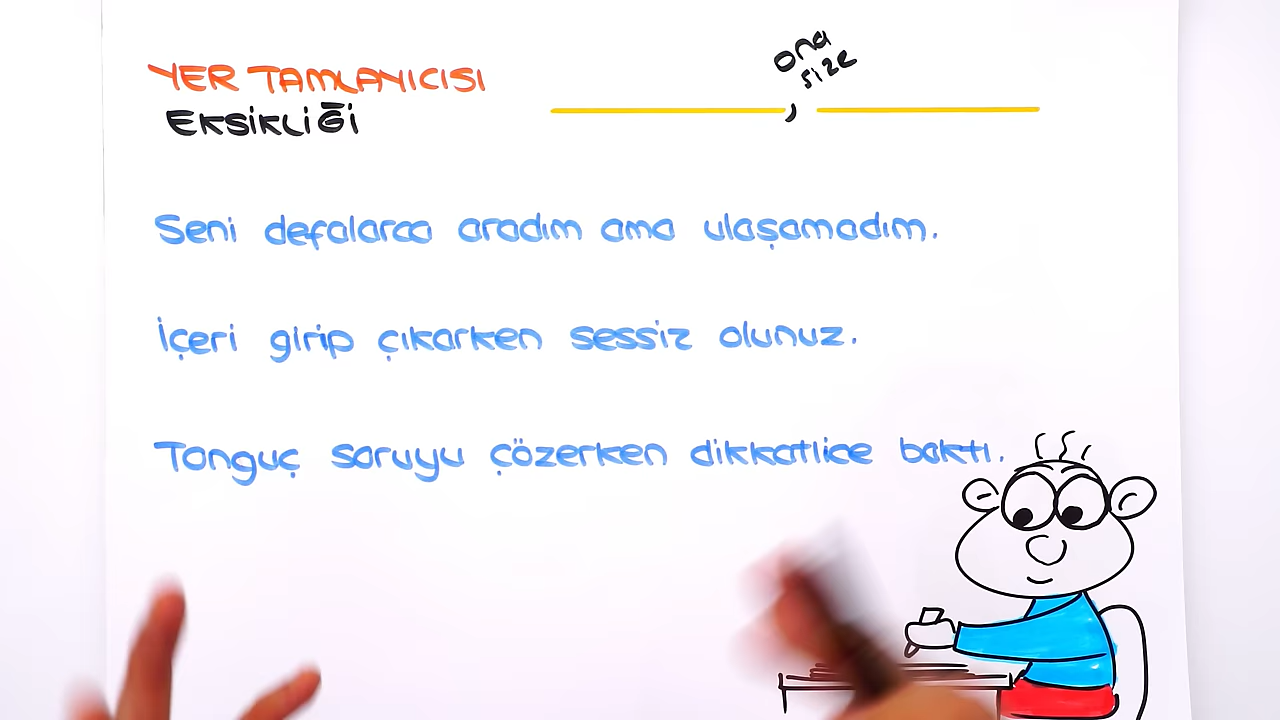 YER TAMLAYICISI
EKSİKLİĞİ
ona
size
,
Seni defalarca aradım ama ulaşamadım.
İçeri girip çıkarken sessiz olunuz.
Tonguç soruyu çözerken dikkatlice baktı.